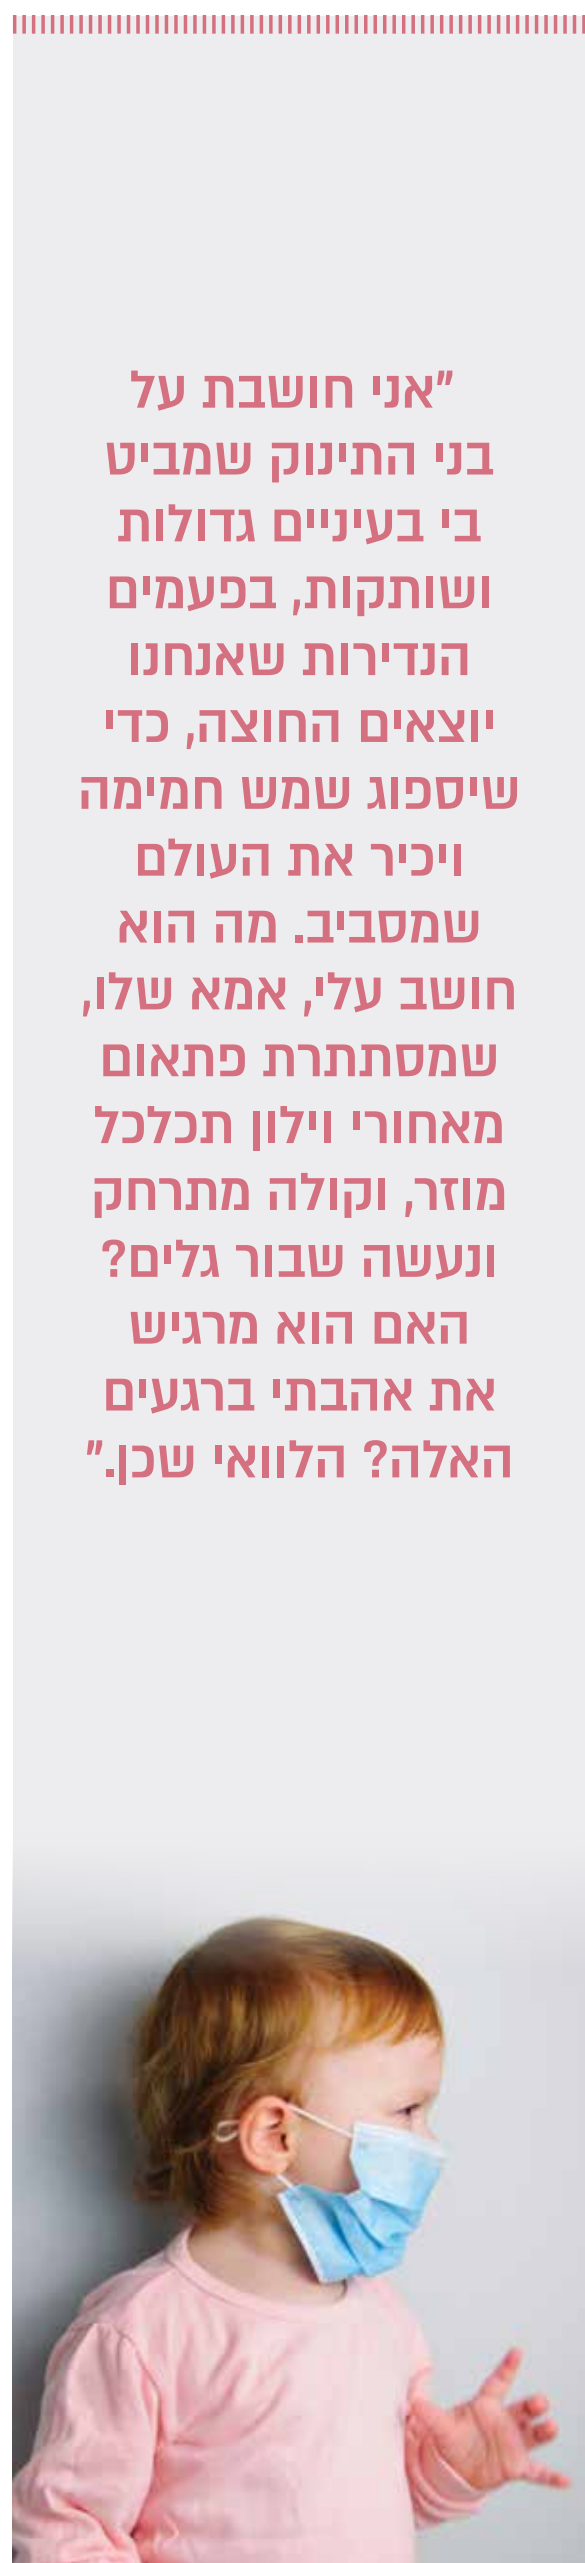 "אני חושבת על
בני התינוק שמביט
בי בעיניים גדולות
ושותקות, בפעמים
הנדירות שאנחנו
יוצאים החוצה, כדי
שיספוג שמש חמימה
ויכיר את העולם
שמסביב. מה הוא
חושב עלי, אמא שלו,
שמסתתרת פתאום
מאחורי וילון תכלכל
מוזר, וקולה מתרחק
ונעשה שבור גלים?
האם הוא מרגיש
את אהבתי ברגעים
האלה? הלוואי שכן."